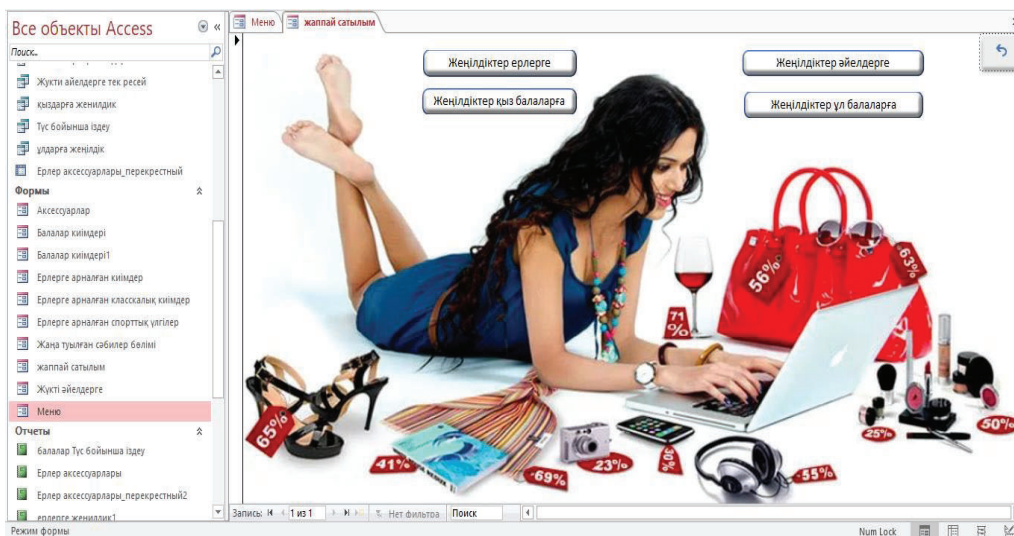 Все объекты Access
«
Меню
жаппай сатылым
Поиск..
Жукти айелдерге тек ресей
қыздарға женилдик
Тус бойынша іздеу
ұлдарға жеңілдік
Ерлер аксессуарлары_перекрестный
Формы
Аксессуарлар
Балалар киімдері
Балалар киімдері1
Ерлерге арналған киімдер
Ерлерге арналған классикалық киімдер
Ерлерге арналған спорттық үлгілер
Жаңа туылған сәбилер бөлімі
жаппай сатылым
Жүкті әйелдерге
Меню
Отчеты
балалар Тус бойынша іздеу
Ерлер аксессуарлары
Ерлер аксессуарлары_перекрестный2
ерлерге женилдик1
Жеңілдіктер ерлерге
Жеңілдіктер әйелдерге
Жеңілдіктер қыз балаларға
Жеңілдіктер ұл балаларға
56%
63%
71
%
65%
41%
-69%
23%
30%
-55%
25%
50%
Запись: 1 из 1 Нет фильтра Поиск
Режим формы
Num Lock